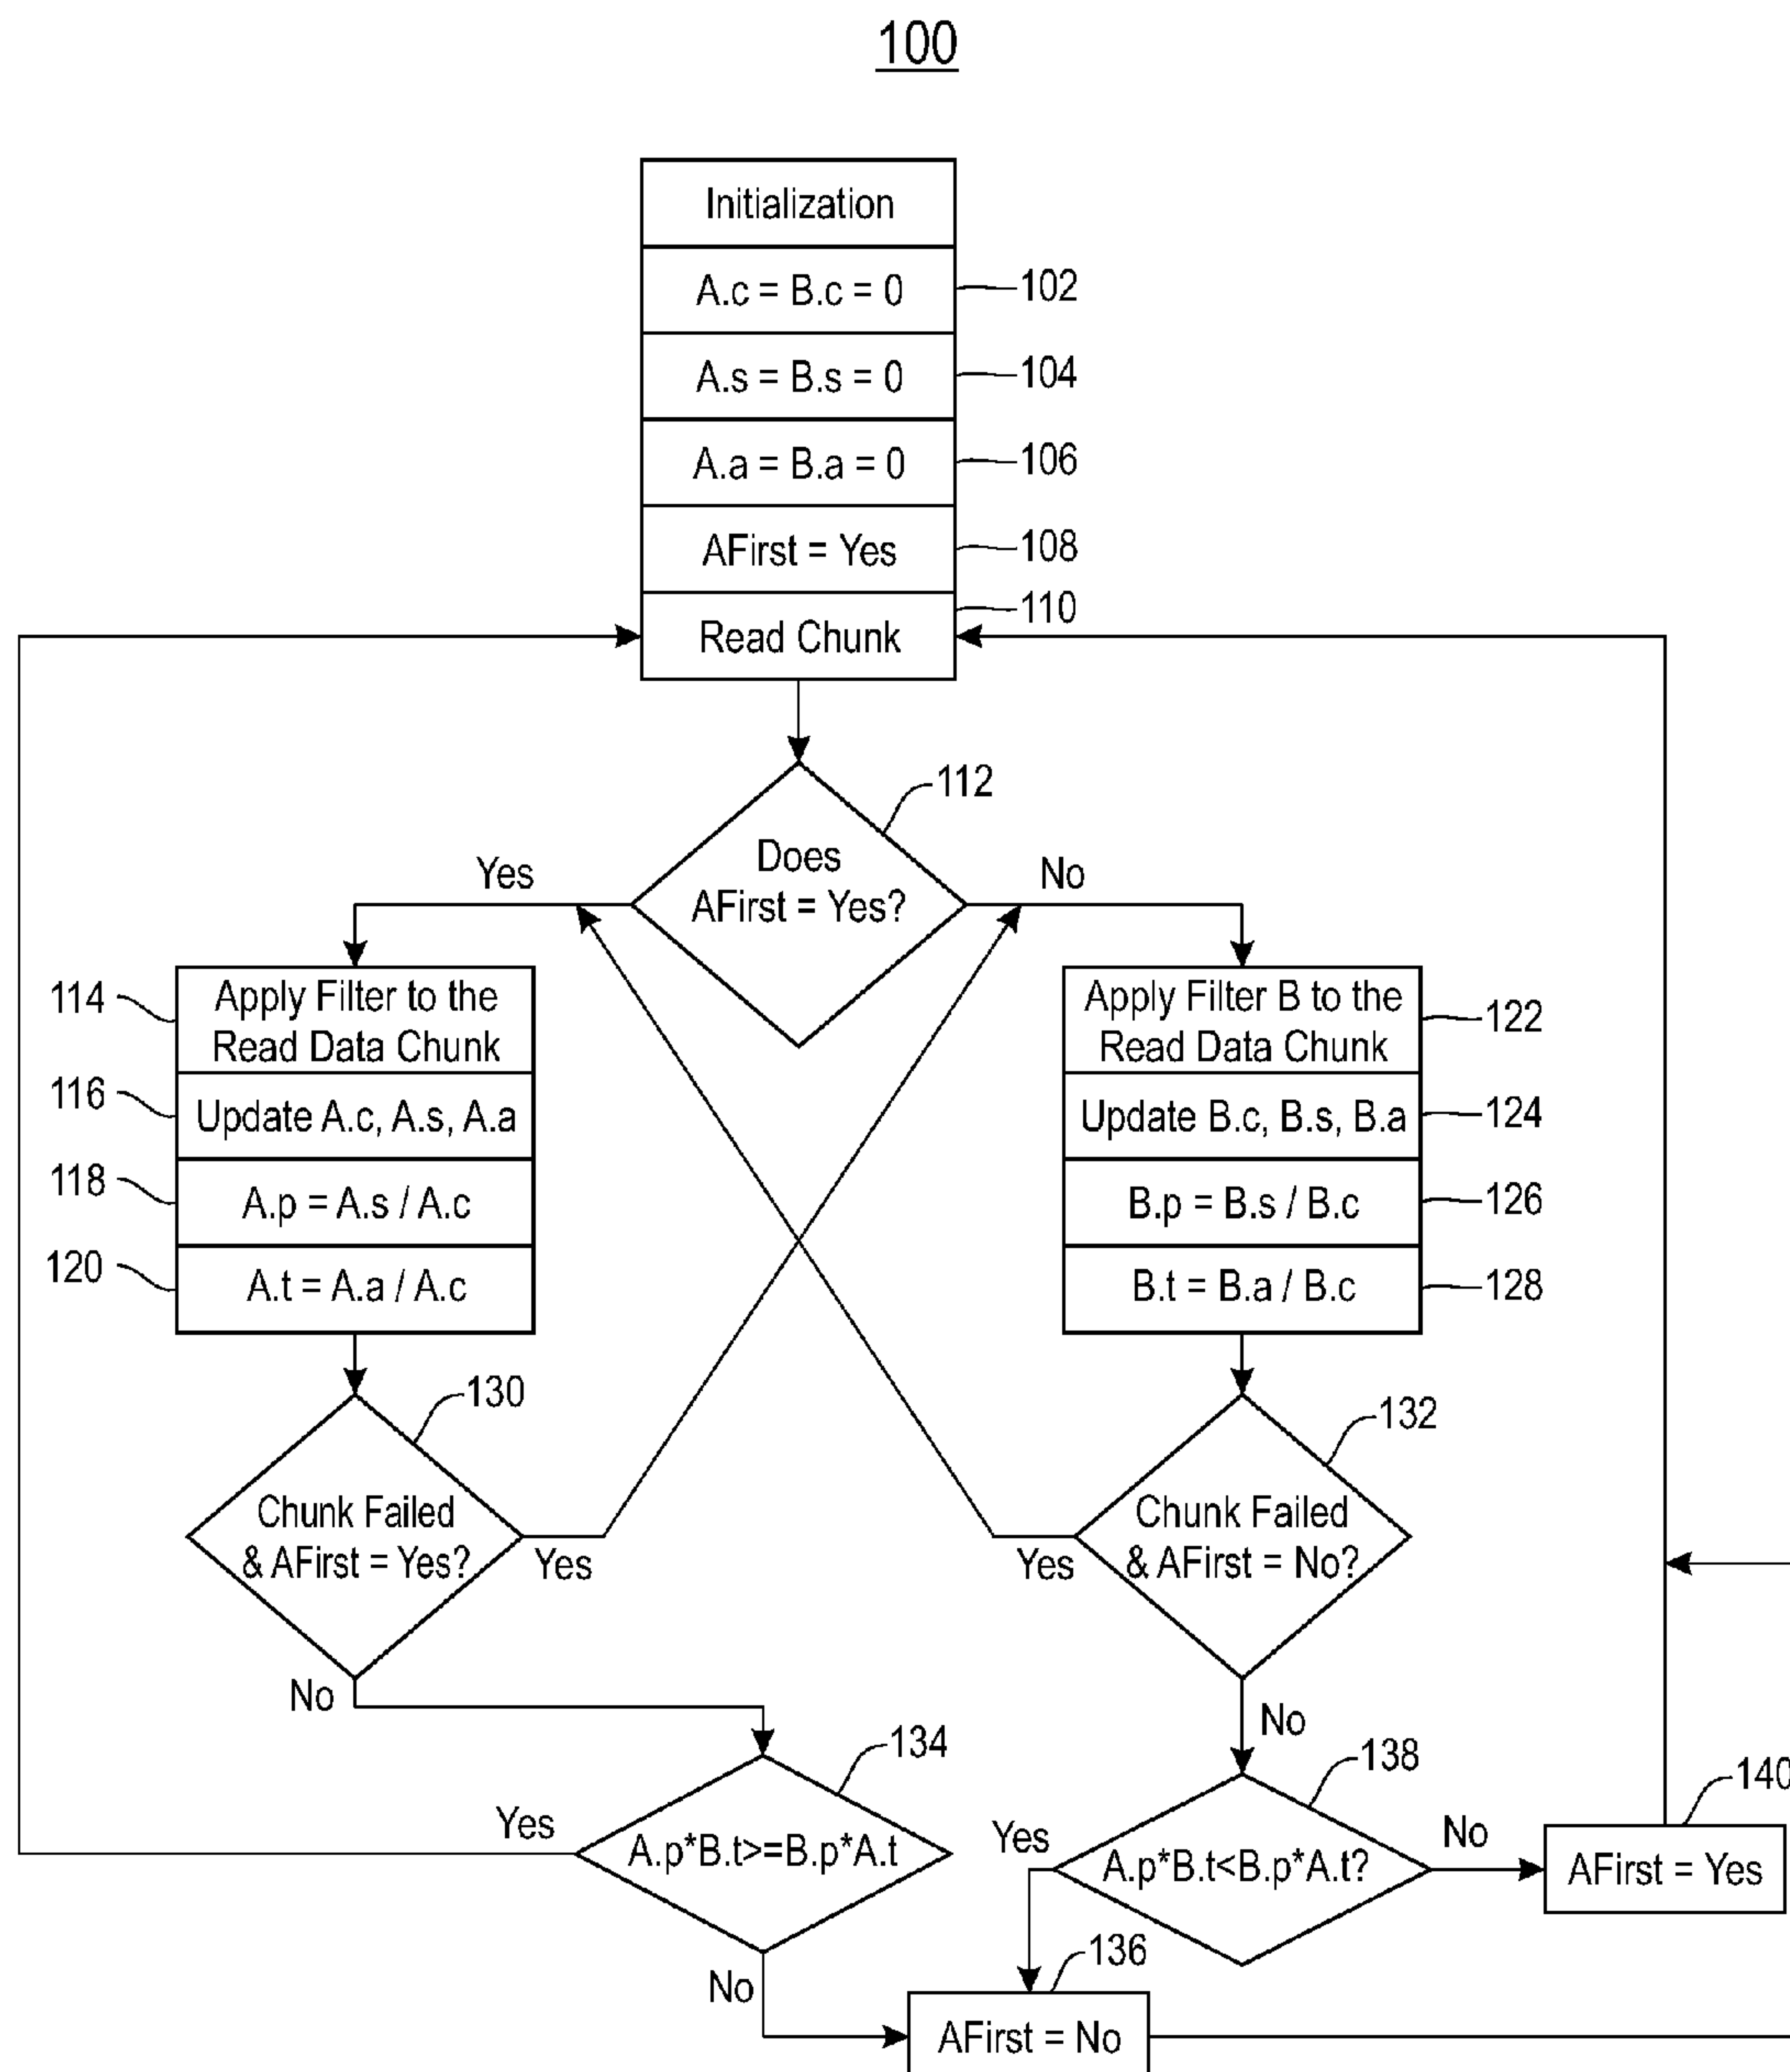 100
Initialization
A.c = B.c = 0
102
A.s = B.s = 0
104
A.a = B.a = 0
106
AFirst = Yes
108
110
Read Chunk
112
Does
AFirst = Yes?
Yes
No
114
Apply Filter to the
Read Data Chunk
116
Update A.c, A.s, A.a
118
A.p = A.s / A.c
120
A.t = A.a / A.c
Apply Filter B to the
Read Data Chunk
122
Update B.c, B.s, B.a
124
B.p = B.s / B.c
126
B.t = B.a / B.c
128
130
Chunk Failed
& AFirst = Yes?
Yes
No
132
Chunk Failed
& AFirst = No?
Yes
No
134
A.p*B.t>=B.p*A.t
Yes
No
138
A.p*B.t<B.p*A.t?
Yes
No
140
AFirst = Yes
136
AFirst = No